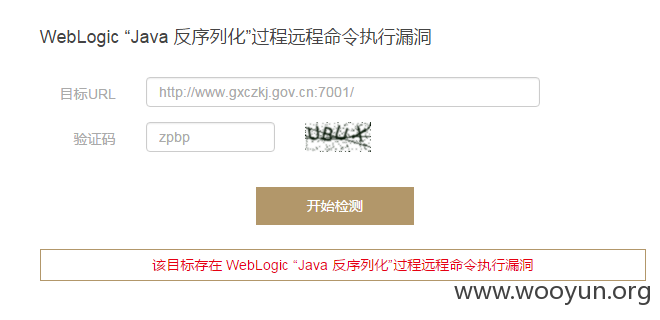 WebLogic “Java 反序列化”过程远程命令执行漏洞
目标URL http://www.gxczkj.gov.cn:7001/
验证码 zpbp UBUX
开始检测
该目标存在 WebLogic “Java 反序列化”过程远程命令执行漏洞
www.wooyun.org